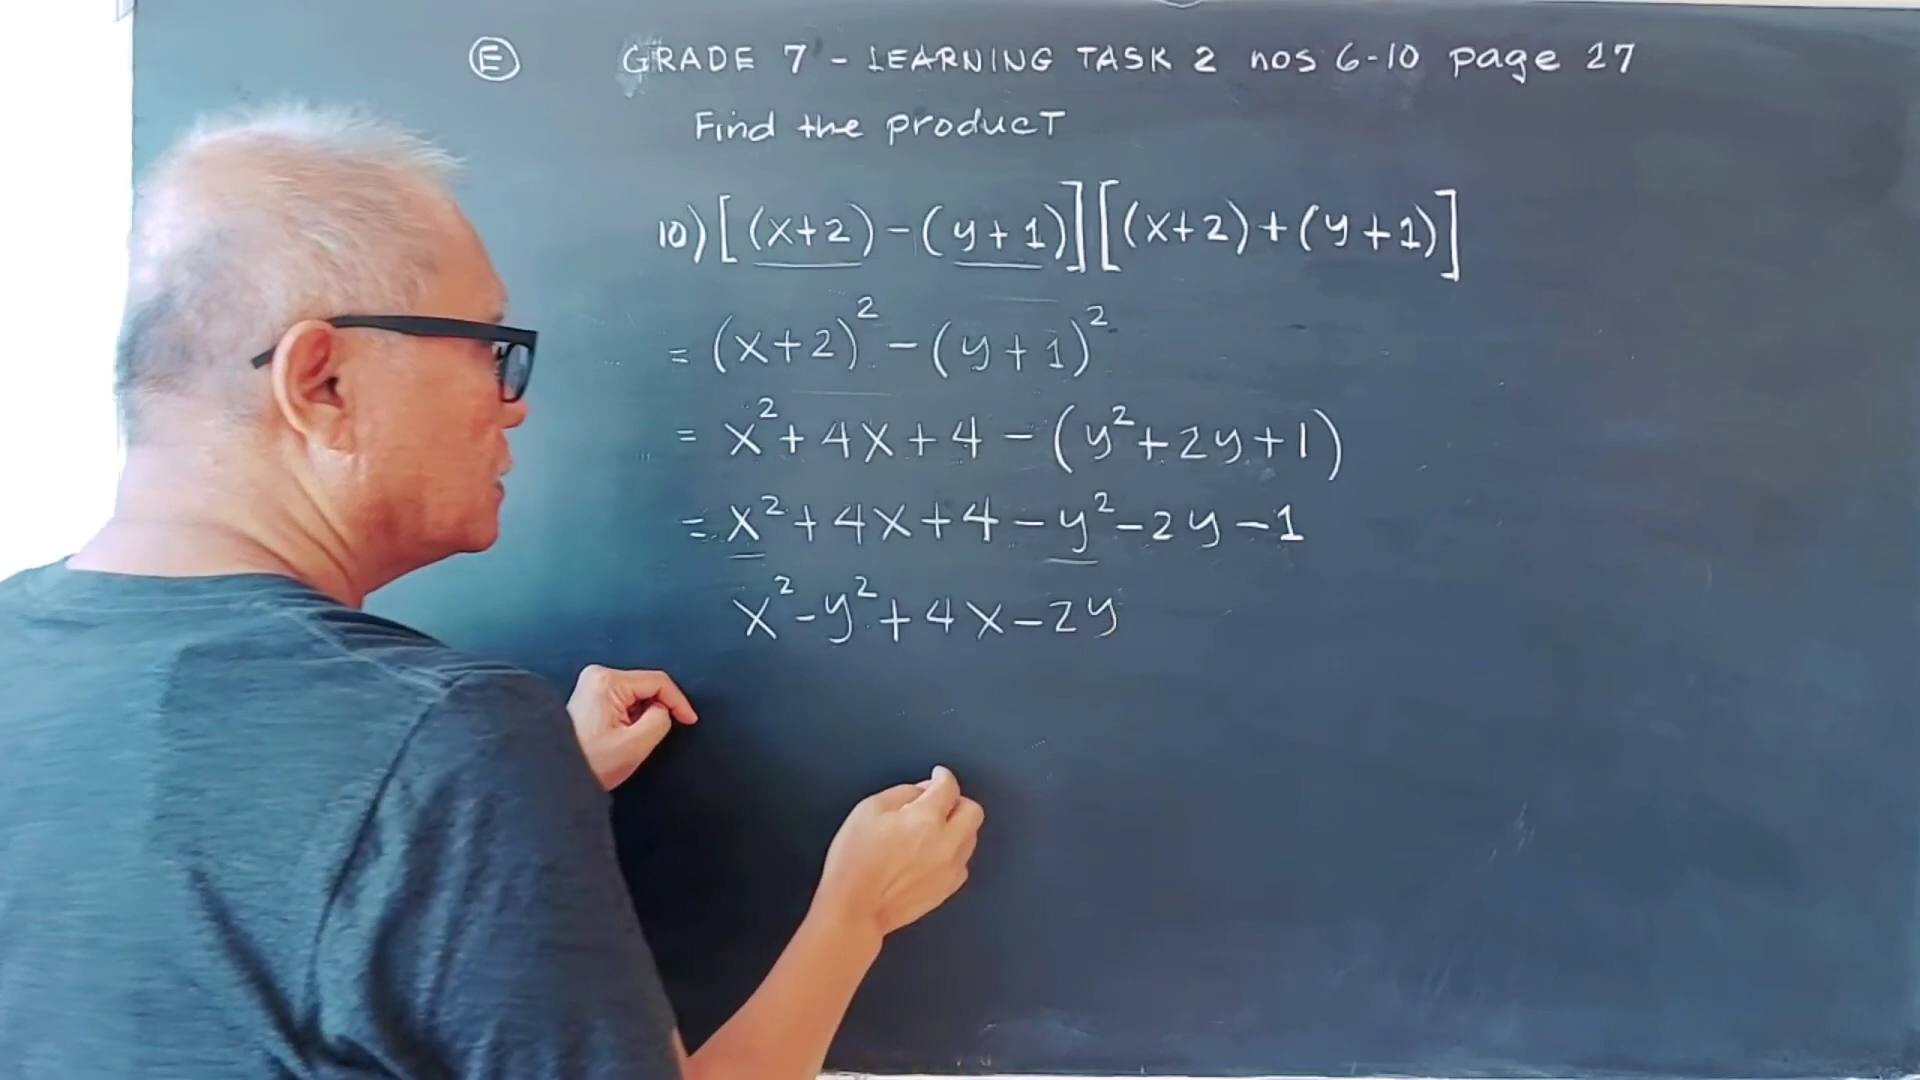 Ⓔ GRADE 7 - LEARNING TASK 2 nos 6-10 page 27
Find the producT
10) [(x+2)-(y+1)][(x+2)+(y+1)]
= (x+2)² - (y+1)²
= x² + 4x + 4 - (y² + 2y + 1)
= x² + 4x + 4 - y² - 2y - 1
x² - y² + 4x - 2y